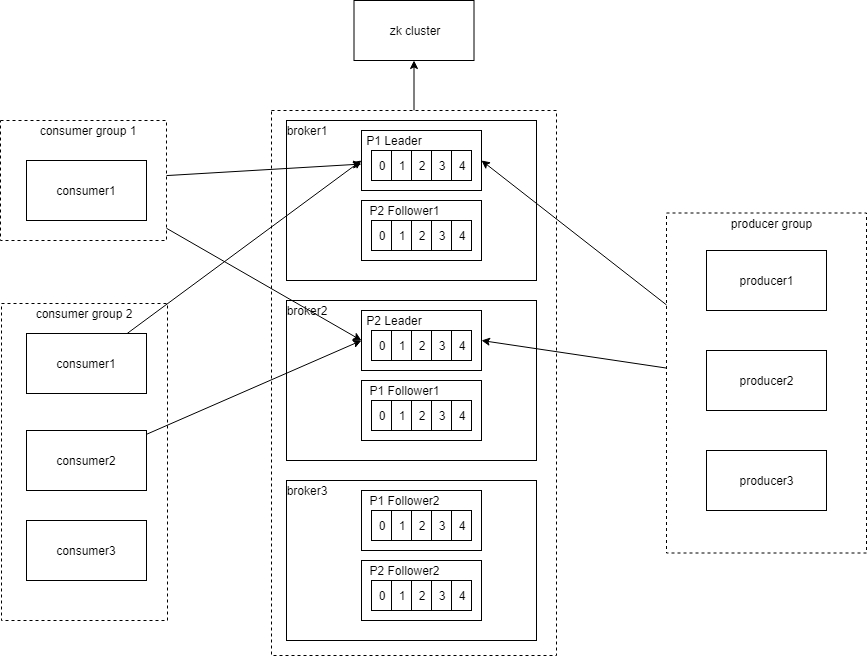 zk cluster
consumer group 1
consumer1
consumer group 2
consumer1
consumer2
consumer3
broker1
P1 Leader
0 1 2 3 4
P2 Follower1
0 1 2 3 4
broker2
P2 Leader
0 1 2 3 4
P1 Follower1
0 1 2 3 4
broker3
P1 Follower2
0 1 2 3 4
P2 Follower2
0 1 2 3 4
producer group
producer1
producer2
producer3